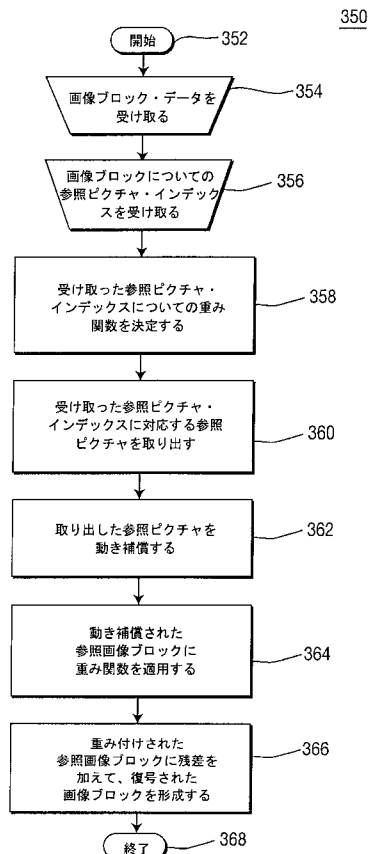 350
開始
352
画像ブロック・データを
受け取る
354
画像ブロックについての
参照ピクチャ・インデック
スを受け取る
356
受け取った参照ピクチャ・
インデックスについての重み
関数を決定する
358
受け取った参照ピクチャ・
インデックスに対応する参照
ピクチャを取り出す
360
取り出した参照ピクチャを
動き補償する
362
動き補償された
参照画像ブロックに
重み関数を適用する
364
重み付けされた
参照画像ブロックに残差を
加えて、復号された
画像ブロックを形成する
366
終了
368